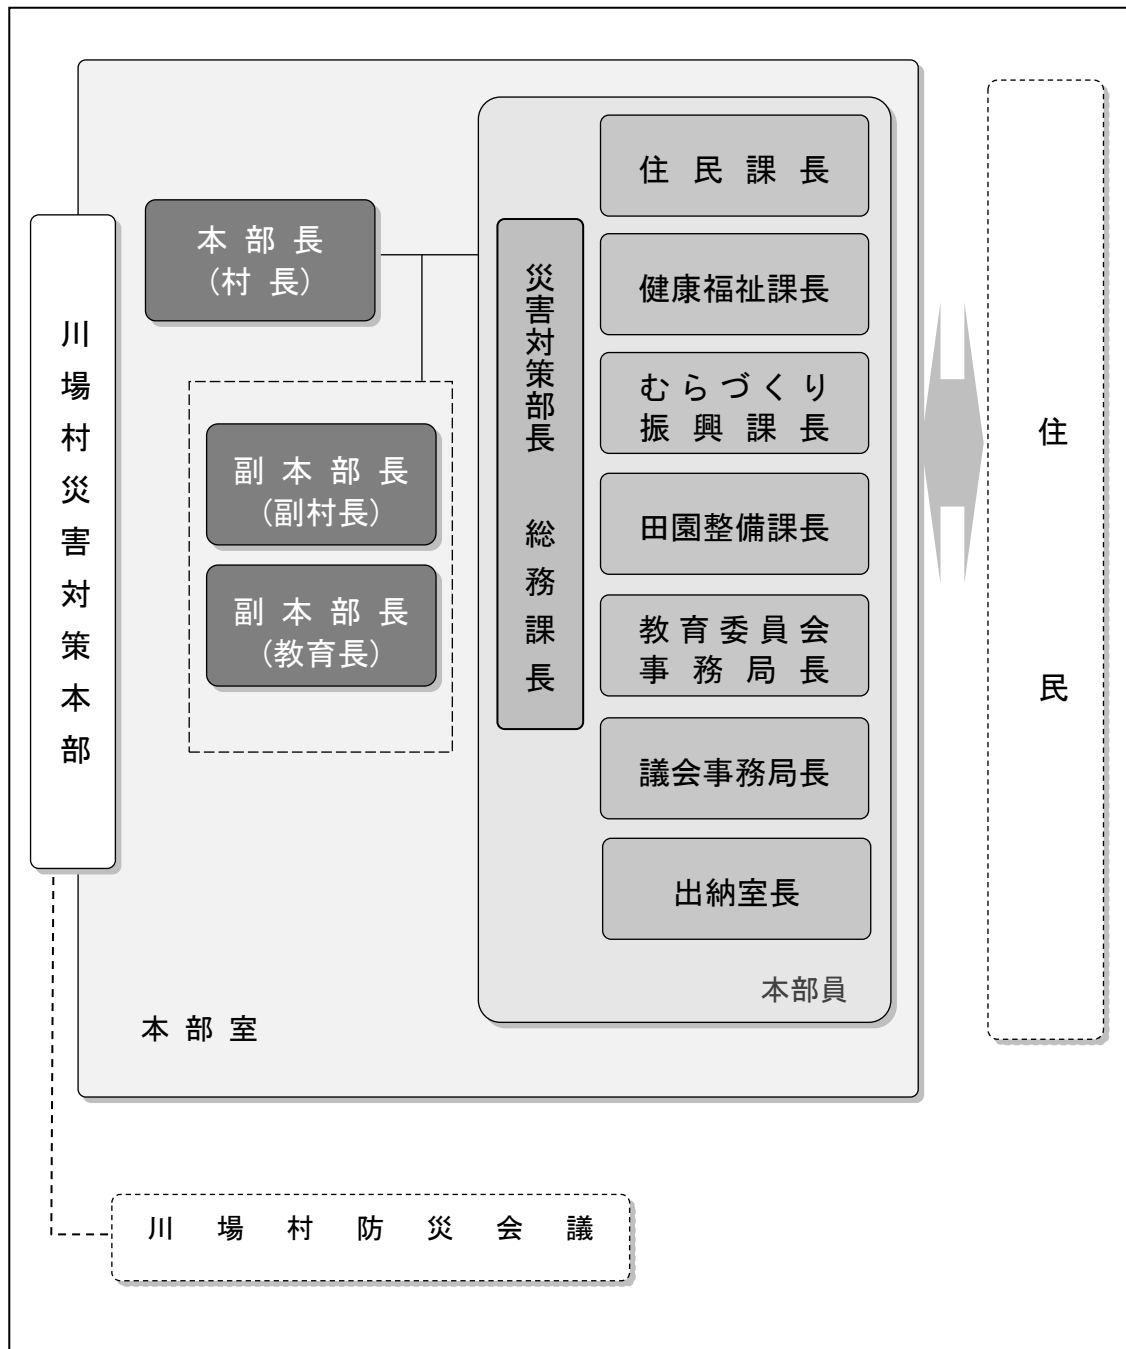 川場村災害対策本部
本部長
(村長)
副本部長
(副村長)
副本部長
(教育長)
災害対策部長 総務課長
住民課長
健康福祉課長
むらづくり
振興課長
田園整備課長
教育委員会
事務局長
議会事務局長
出納室長
本部員
本部室
住民
川場村防災会議